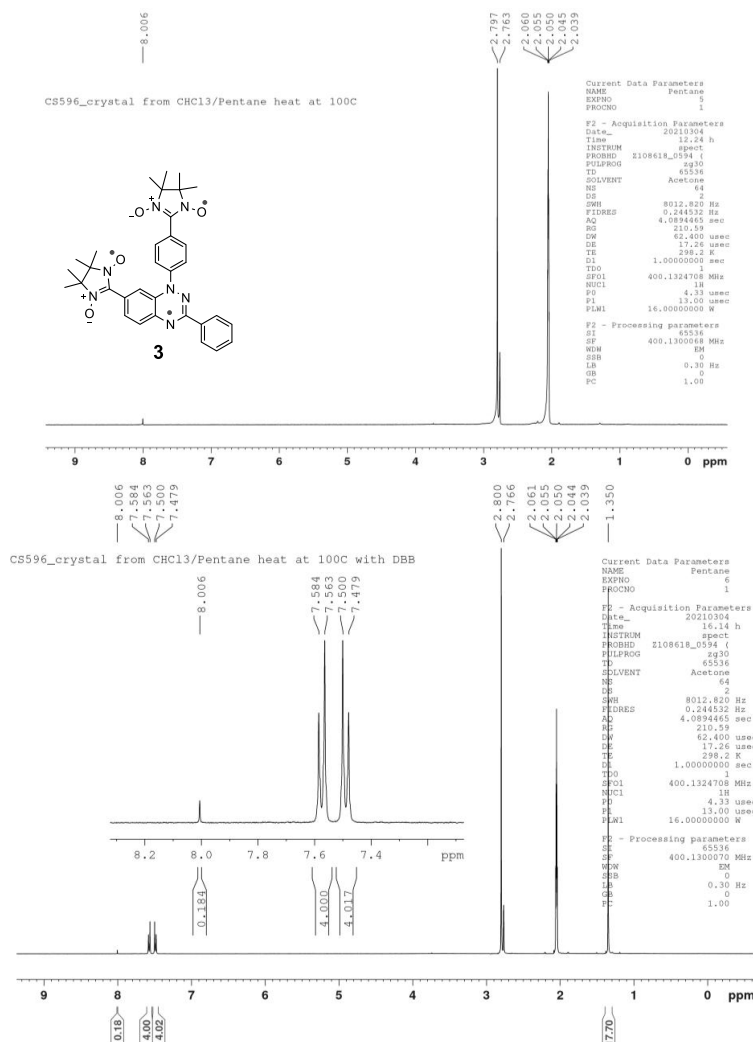 8.006
2.797
2.763
2.060
2.055
2.050
2.045
2.039
CS596_crystal from CHCl3/Pentane heat at 100C
Current Data Parameters
NAME Pentane
EXPNO 5
PROCNO 1
F2 - Acquisition Parameters
Date_ 20210304
Time 12.24 h
INSTRUM spect
PROBHD Z108618_0594 (
PULPROG zg30
TD 65536
SOLVENT Acetone
NS 64
DS 2
SWH 8012.820 Hz
FIDRES 0.244532 Hz
AQ 4.0894465 sec
RG 210.59
DW 62.400 usec
DE 17.26 usec
TE 298.2 K
D1 1.00000000 sec
TD0 1
SFO1 400.1324708 MHz
NUC1 1H
P0 4.33 usec
P1 13.00 usec
PLW1 16.00000000 W
F2 - Processing parameters
SI 65536
SF 400.1300068 MHz
WDW EM
SSB 0
LB 0.30 Hz
GB 0
PC 1.00
−O N + N O •
N O • N + O − N N N •
3
9 8 7 6 5 4 3 2 1 0 ppm
8.006
7.584
7.563
7.500
7.479
2.800
2.766
2.061
2.055
2.050
2.044
2.039
1.350
CS596_crystal from CHCl3/Pentane heat at 100C with DBB
8.006
7.584
7.563
7.500
7.479
8.2 8.0 7.8 7.6 7.4 ppm
0.184
4.000
4.017
Current Data Parameters
NAME Pentane
EXPNO 6
PROCNO 1
F2 - Acquisition Parameters
Date_ 20210304
Time 16.14 h
INSTRUM spect
PROBHD Z108618_0594 (
PULPROG zg30
TD 65536
SOLVENT Acetone
NS 64
DS 2
SWH 8012.820 Hz
FIDRES 0.244532 Hz
AQ 4.0894465 sec
RG 210.59
DW 62.400 usec
DE 17.26 usec
TE 298.2 K
D1 1.00000000 sec
TD0 1
SFO1 400.1324708 MHz
NUC1 1H
P0 4.33 usec
P1 13.00 usec
PLW1 16.00000000 W
F2 - Processing parameters
SI 65536
SF 400.1300070 MHz
WDW EM
SSB 0
LB 0.30 Hz
GB 0
PC 1.00
9 8 7 6 5 4 3 2 1 0 ppm
0.18
4.00
4.02
7.70